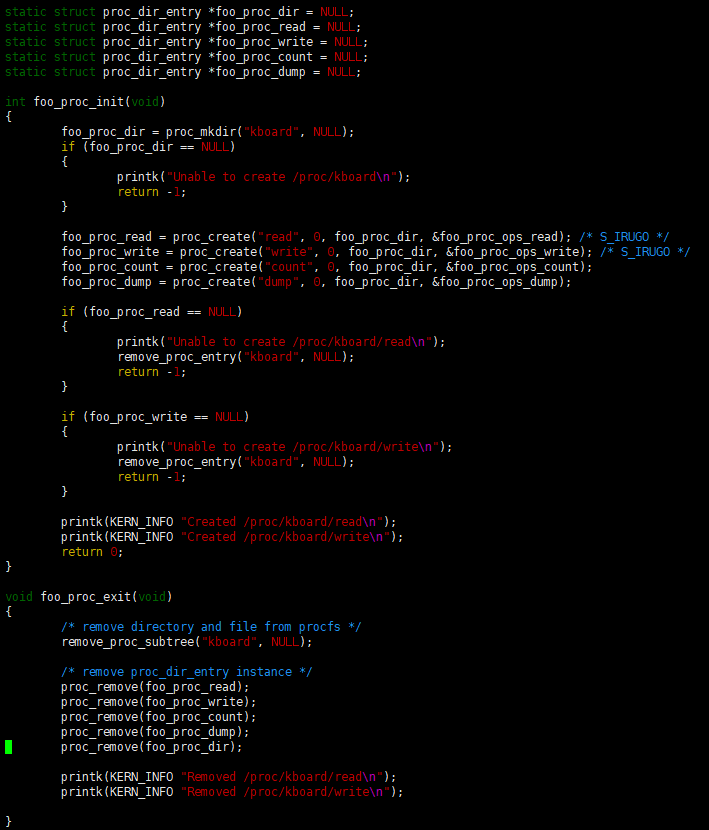 static struct proc_dir_entry *foo_proc_dir = NULL;
static struct proc_dir_entry *foo_proc_read = NULL;
static struct proc_dir_entry *foo_proc_write = NULL;
static struct proc_dir_entry *foo_proc_count = NULL;
static struct proc_dir_entry *foo_proc_dump = NULL;

int foo_proc_init(void)
{
        foo_proc_dir = proc_mkdir("kboard", NULL);
        if (foo_proc_dir == NULL)
        {
                printk("Unable to create /proc/kboard\n");
                return -1;
        }

        foo_proc_read = proc_create("read", 0, foo_proc_dir, &foo_proc_ops_read); /* S_IRUGO */
        foo_proc_write = proc_create("write", 0, foo_proc_dir, &foo_proc_ops_write); /* S_IRUGO */
        foo_proc_count = proc_create("count", 0, foo_proc_dir, &foo_proc_ops_count);
        foo_proc_dump = proc_create("dump", 0, foo_proc_dir, &foo_proc_ops_dump);

        if (foo_proc_read == NULL)
        {
                printk("Unable to create /proc/kboard/read\n");
                remove_proc_entry("kboard", NULL);
                return -1;
        }

        if (foo_proc_write == NULL)
        {
                printk("Unable to create /proc/kboard/write\n");
                remove_proc_entry("kboard", NULL);
                return -1;
        }

        printk(KERN_INFO "Created /proc/kboard/read\n");
        printk(KERN_INFO "Created /proc/kboard/write\n");
        return 0;
}

void foo_proc_exit(void)
{
        /* remove directory and file from procfs */
        remove_proc_subtree("kboard", NULL);

        /* remove proc_dir_entry instance */
        proc_remove(foo_proc_read);
        proc_remove(foo_proc_write);
        proc_remove(foo_proc_count);
        proc_remove(foo_proc_dump);
        proc_remove(foo_proc_dir);

        printk(KERN_INFO "Removed /proc/kboard/read\n");
        printk(KERN_INFO "Removed /proc/kboard/write\n");

}